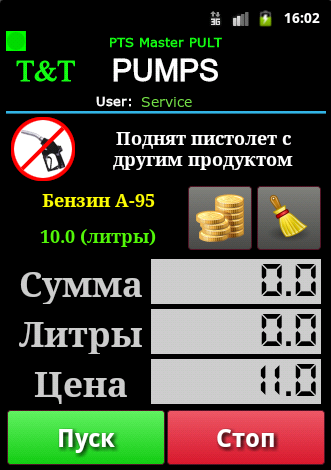 3G 16:02
PTS Master PULT
T&T PUMPS
User: Service
Поднят пистолет с
другим продуктом
Бензин А-95
10.0 (литры)
Сумма 0.0
Литры 0.0
Цена 11.0
Пуск Стоп